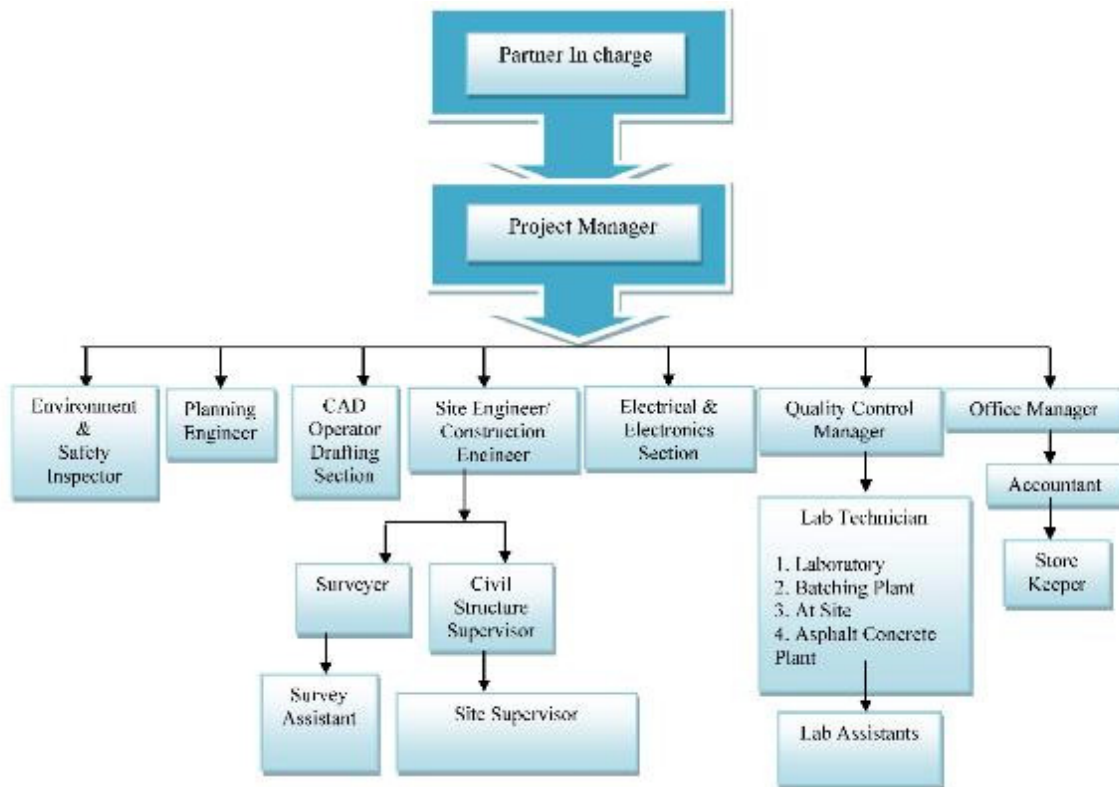 Partner In charge
Project Manager
Environment
&
Safety
Inspector
Planning
Engineer
CAD
Operator
Drafting
Section
Site Engineer/
Construction
Engineer
Electrical &
Electronics
Section
Quality Control
Manager
Office Manager
Surveyer
Civil
Structure
Supervisor
Survey
Assistant
Site Supervisor
Lab Technician
1. Laboratory
2. Batching Plant
3. At Site
4. Asphalt Concrete
Plant
Lab Assistants
Accountant
Store
Keeper